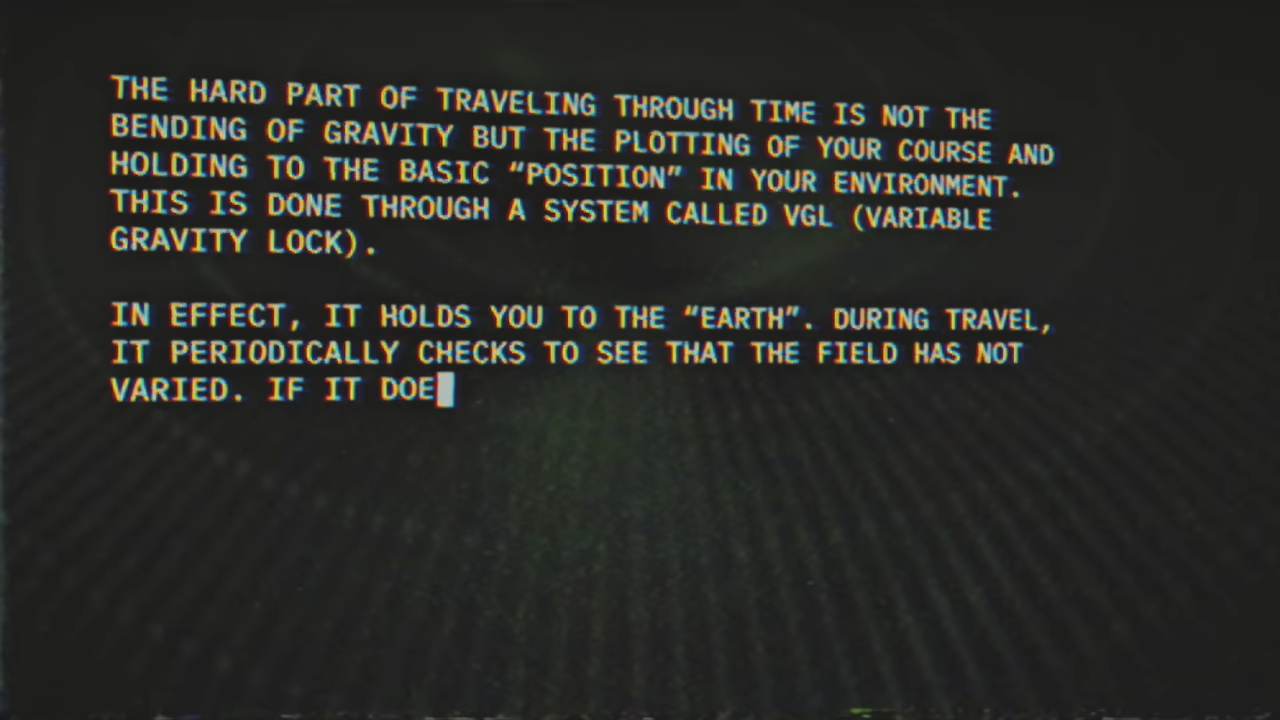 THE HARD PART OF TRAVELING THROUGH TIME IS NOT THE
BENDING OF GRAVITY BUT THE PLOTTING OF YOUR COURSE AND
HOLDING TO THE BASIC “POSITION” IN YOUR ENVIRONMENT.
THIS IS DONE THROUGH A SYSTEM CALLED VGL (VARIABLE
GRAVITY LOCK).
IN EFFECT, IT HOLDS YOU TO THE “EARTH”. DURING TRAVEL,
IT PERIODICALLY CHECKS TO SEE THAT THE FIELD HAS NOT
VARIED. IF IT DOE